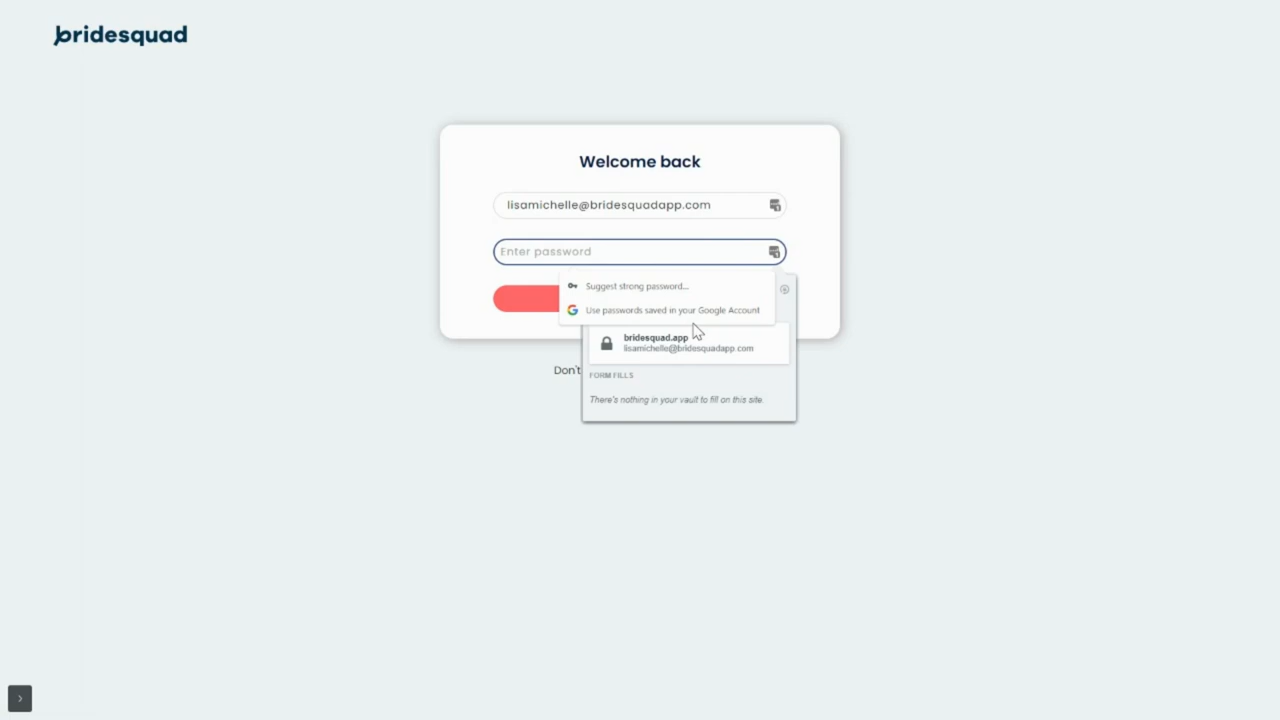 bridesquad
Welcome back
lisamichelle@bridesquadapp.com
Enter password
Suggest strong password...
Use passwords saved in your Google Account
bridesquad.app
lisamichelle@bridesquadapp.com
Don't
FORM FILLS
There's nothing in your vault to fill on this site.